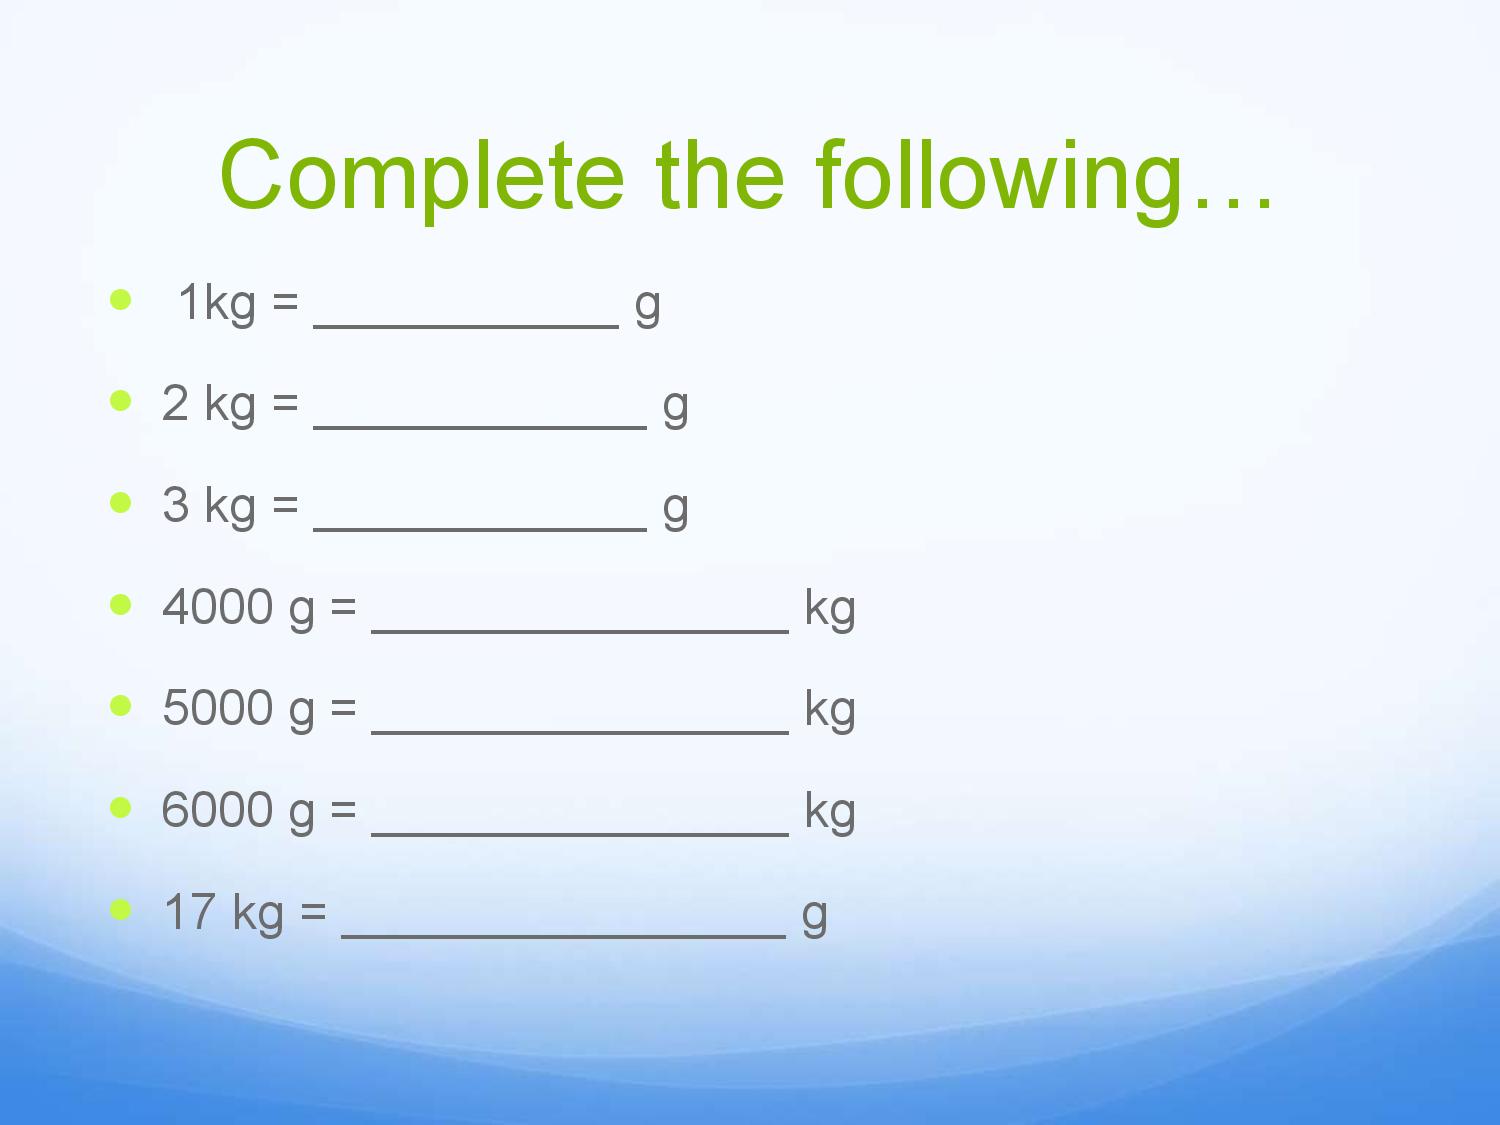 Complete the following…
● 1kg = ___________ g
● 2 kg = ____________ g
● 3 kg = ____________ g
● 4000 g = _______________ kg
● 5000 g = _______________ kg
● 6000 g = _______________ kg
● 17 kg = ________________ g